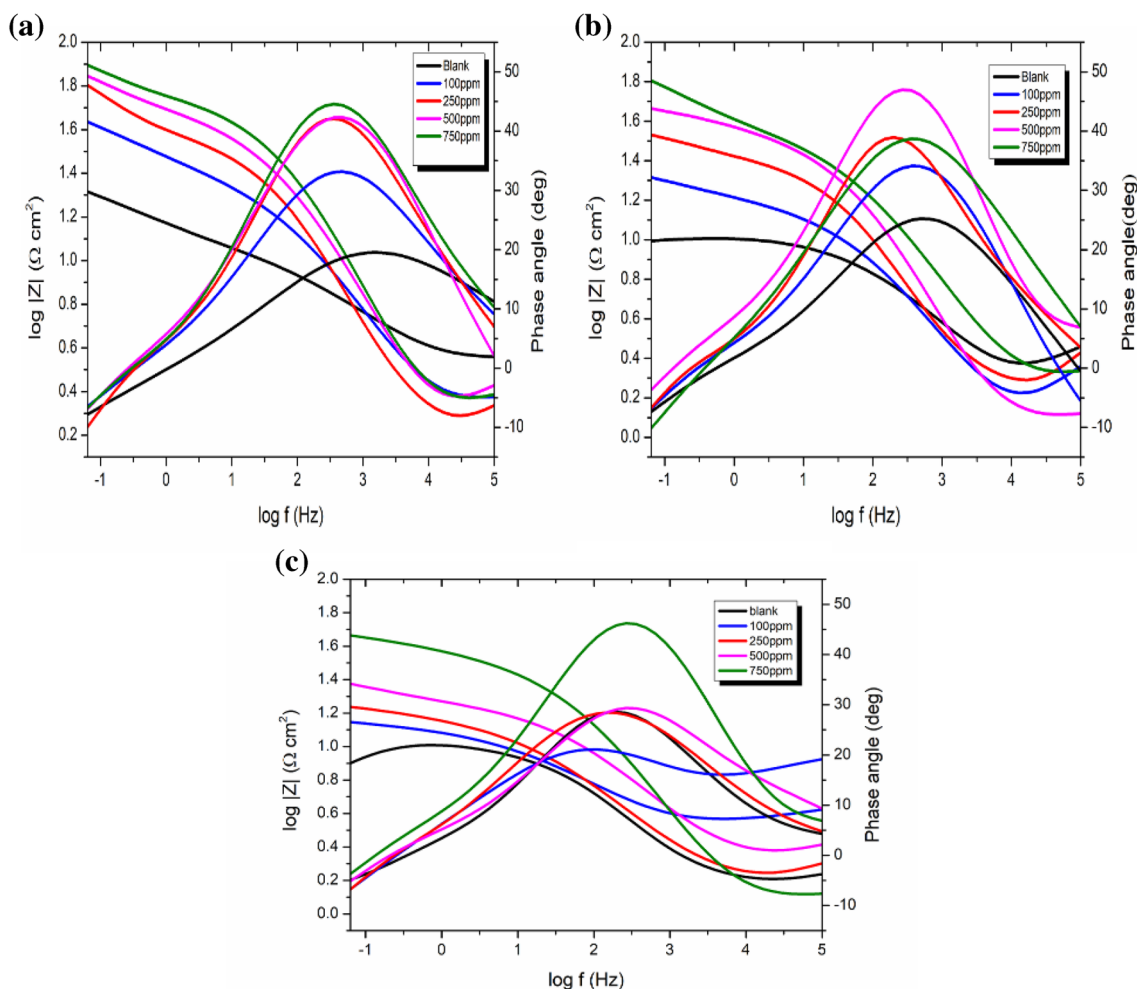 (a)
2.0
1.8
1.6
1.4
1.2
1.0
0.8
0.6
0.4
0.2
log |Z| (Ω cm²)
-1 0 1 2 3 4 5
log f (Hz)
50
40
30
20
10
0
-10
Phase angle (deg)
Blank
100ppm
250ppm
500ppm
750ppm
(b)
2.0
1.8
1.6
1.4
1.2
1.0
0.8
0.6
0.4
0.2
0.0
log |Z| (Ω cm²)
-1 0 1 2 3 4 5
log f (Hz)
50
40
30
20
10
0
-10
Phase angle(deg)
Blank
100ppm
250ppm
500ppm
750ppm
(c)
2.0
1.8
1.6
1.4
1.2
1.0
0.8
0.6
0.4
0.2
0.0
log |Z| (Ω cm²)
-1 0 1 2 3 4 5
log f (Hz)
50
40
30
20
10
0
-10
Phase angle (deg)
blank
100ppm
250ppm
500ppm
750ppm